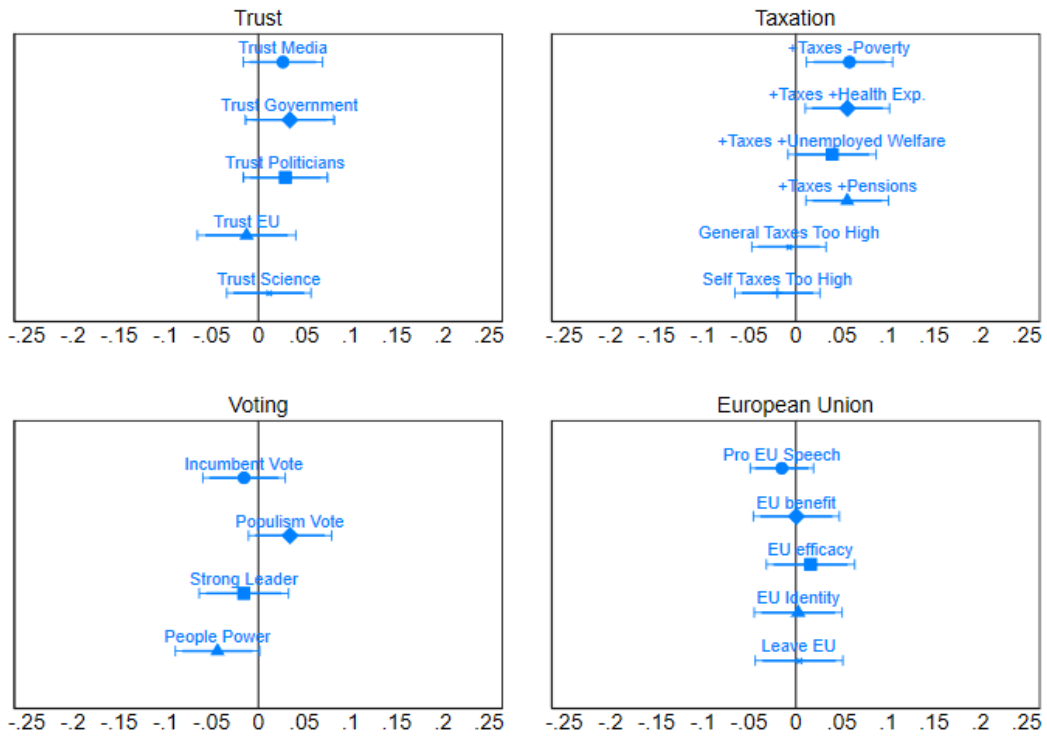 Trust
Trust Media
Trust Government
Trust Politicians
Trust EU
Trust Science
-.25 -.2 -.15 -.1 -.05 0 .05 .1 .15 .2 .25
Taxation
+Taxes -Poverty
+Taxes +Health Exp.
+Taxes +Unemployed Welfare
+Taxes +Pensions
General Taxes Too High
Self Taxes Too High
-.25 -.2 -.15 -.1 -.05 0 0.05 .1 .15 .2 .25
Voting
Incumbent Vote
Populism Vote
Strong Leader
People Power
-.25 -.2 -.15 -.1 -.05 0 .05 .1 .15 .2 .25
European Union
Pro EU Speech
EU benefit
EU efficacy
EU Identity
Leave EU
-.25 -.2 -.15 -.1 -.05 0 0.05 .1 .15 .2 .25